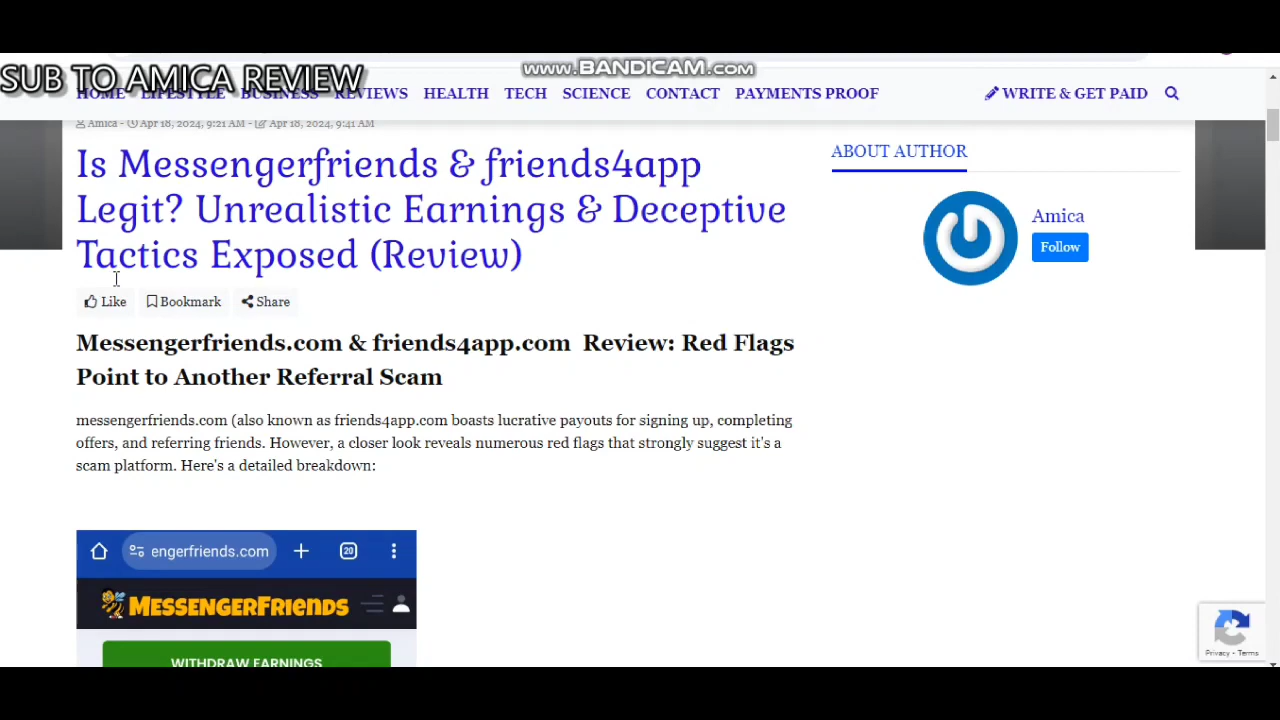 www.BANDICAM.com
SUB TO AMICA REVIEW
HOME LIFESTYLE BUSINESS REVIEWS HEALTH TECH SCIENCE CONTACT PAYMENTS PROOF WRITE & GET PAID
Amica - Apr 18, 2024, 9:21 AM - Apr 18, 2024, 9:41 AM
Is Messengerfriends & friends4app
Legit? Unrealistic Earnings & Deceptive
Tactics Exposed (Review)
Like Bookmark Share
ABOUT AUTHOR
Amica
Follow
Messengerfriends.com & friends4app.com Review: Red Flags
Point to Another Referral Scam
messengerfriends.com (also known as friends4app.com boasts lucrative payouts for signing up, completing
offers, and referring friends. However, a closer look reveals numerous red flags that strongly suggest it's a
scam platform. Here's a detailed breakdown:
engerfriends.com 20
MESSENGERFRIENDS
WITHDRAW EARNINGS
Privacy - Terms